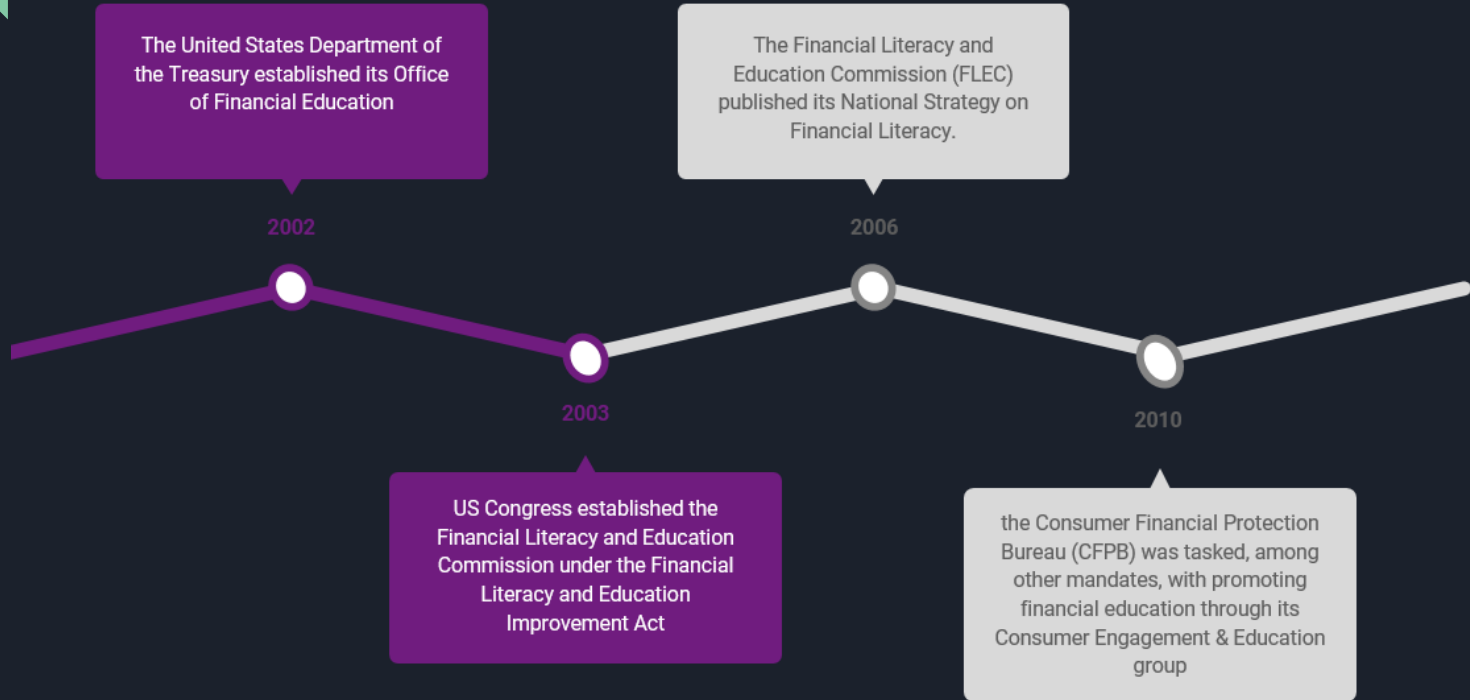 The United States Department of
the Treasury established its Office
of Financial Education
2002
US Congress established the
Financial Literacy and Education
Commission under the Financial
Literacy and Education
Improvement Act
2003
The Financial Literacy and
Education Commission (FLEC)
published its National Strategy on
Financial Literacy.
2006
the Consumer Financial Protection
Bureau (CFPB) was tasked, among
other mandates, with promoting
financial education through its
Consumer Engagement & Education
group
2010